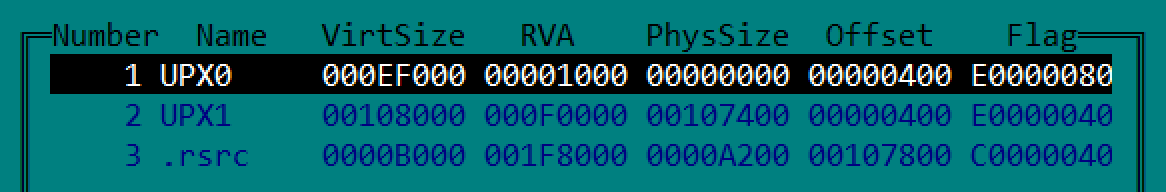 Number Name VirtSize RVA PhysSize Offset Flag
1 UPX0 000EF000 00001000 00000000 00000400 E0000080
2 UPX1 00108000 000F0000 00107400 00000400 E0000040
3 .rsrc 0000B000 001F8000 0000A200 00107800 C0000040